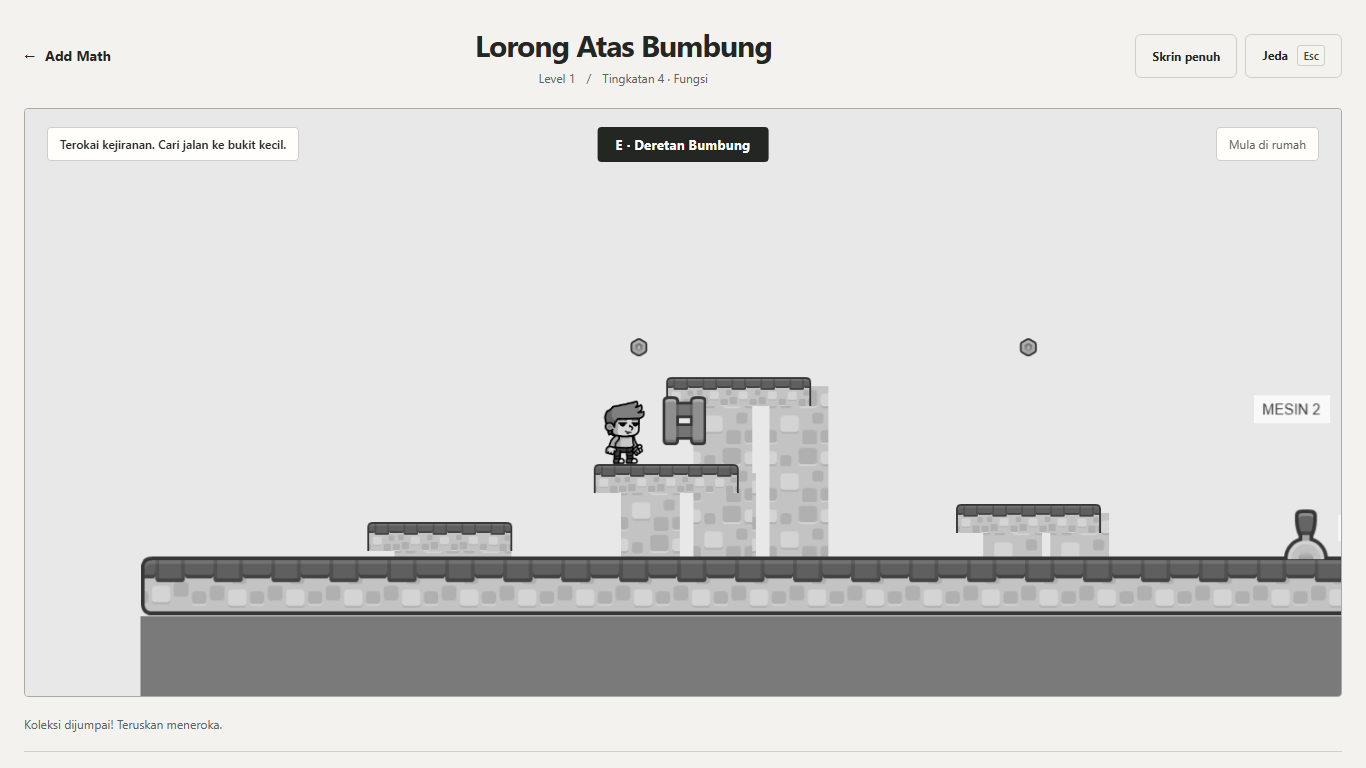 ← Add Math
Lorong Atas Bumbung
Level 1 / Tingkatan 4 · Fungsi
Skrin penuh
Jeda Esc
Terokai kejiranan. Cari jalan ke bukit kecil.
E · Deretan Bumbung
Mula di rumah
MESIN 2
Koleksi dijumpai! Teruskan meneroka.